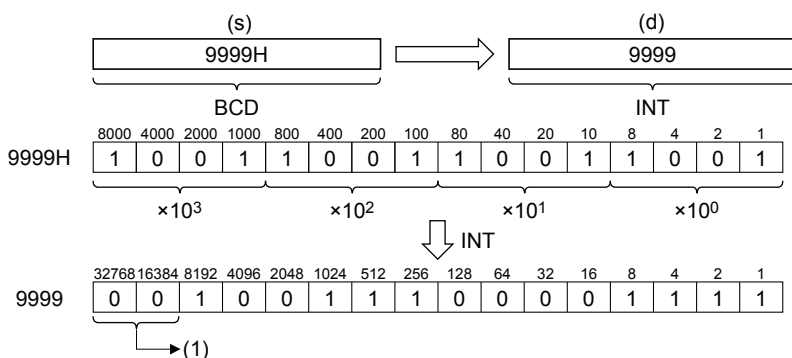 (s) (d)
9999H 9999
BCD INT
8000 4000 2000 1000 800 400 200 100 80 40 20 10 8 4 2 1
9999H 1 0 0 1 1 0 0 1 1 0 0 1 1 0 0 1
×10³ ×10² ×10¹ ×10⁰
INT
32768 16384 8192 4096 2048 1024 512 256 128 64 32 16 8 4 2 1
9999 0 0 1 0 0 1 1 1 0 0 0 0 1 1 1 1
(1)